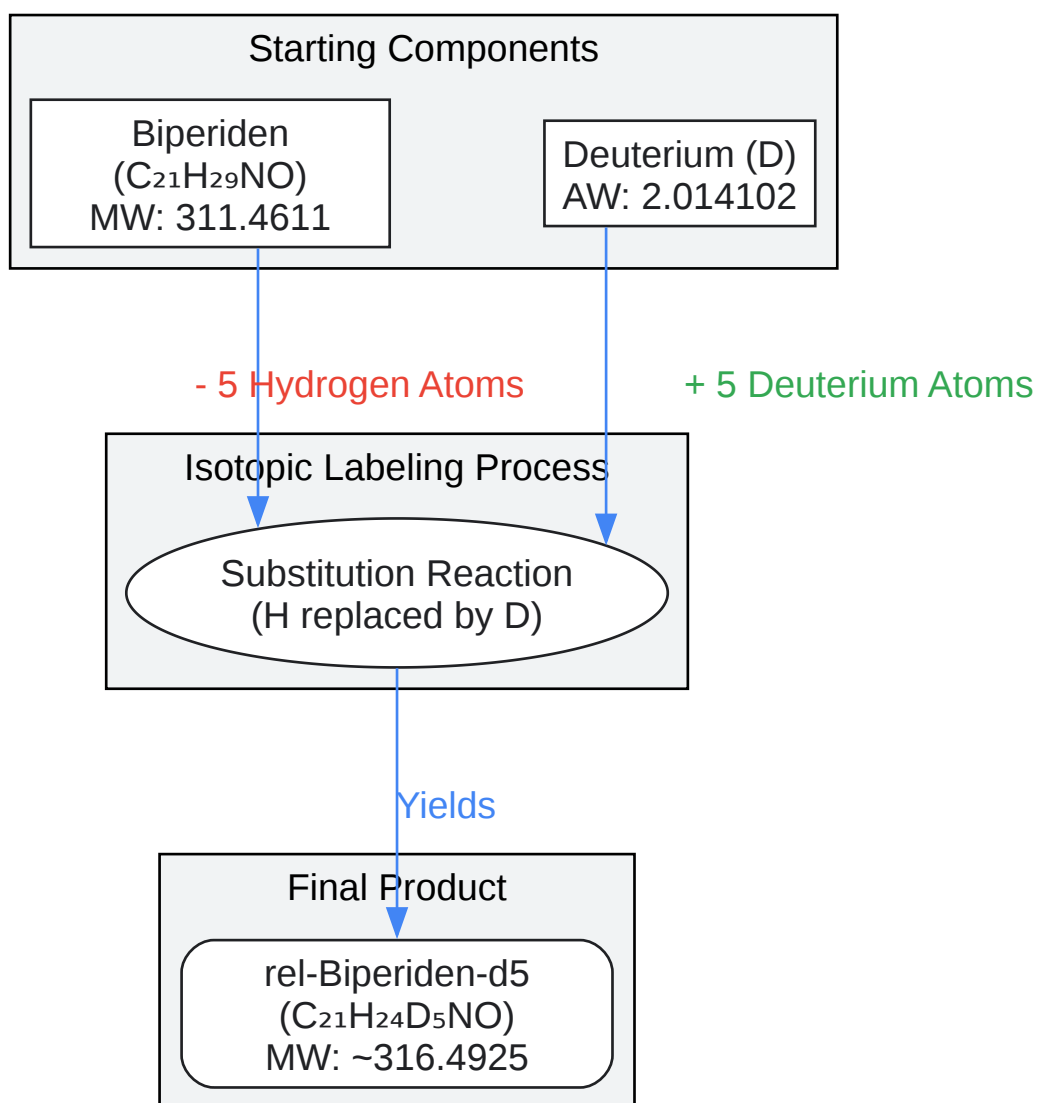 Starting Components
Biperiden
(C₂₁H₂₉NO)
MW: 311.4611
Deuterium (D)
AW: 2.014102
- 5 Hydrogen Atoms
+ 5 Deuterium Atoms
Isotopic Labeling Process
Substitution Reaction
(H replaced by D)
Yields
Final Product
rel-Biperiden-d5
(C₂₁H₂₄D₅NO)
MW: ~316.4925